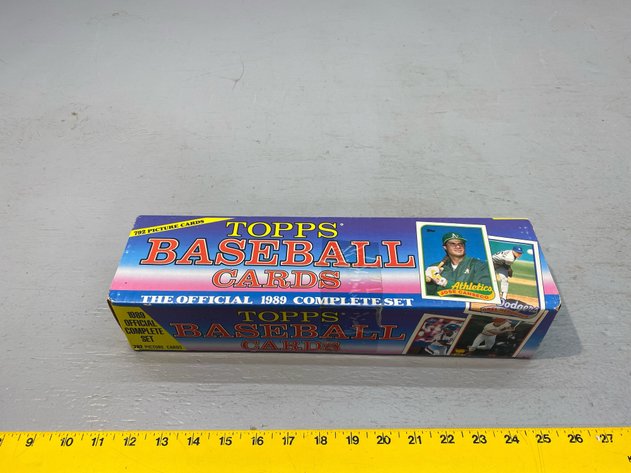 792 PICTURE CARDS
TOPPS®
BASEBALL
CARDS
THE OFFICIAL 1989 COMPLETE SET
Athletics
JOSE CANSECO
Dodgers
1989
OFFICIAL
COMPLETE
SET
792 PICTURE CARDS
TOPPS®
BASEBALL
CARDS
9 10 11 12 13 14 15 16 17 18 19 20 21 22 23 24 25 26 27